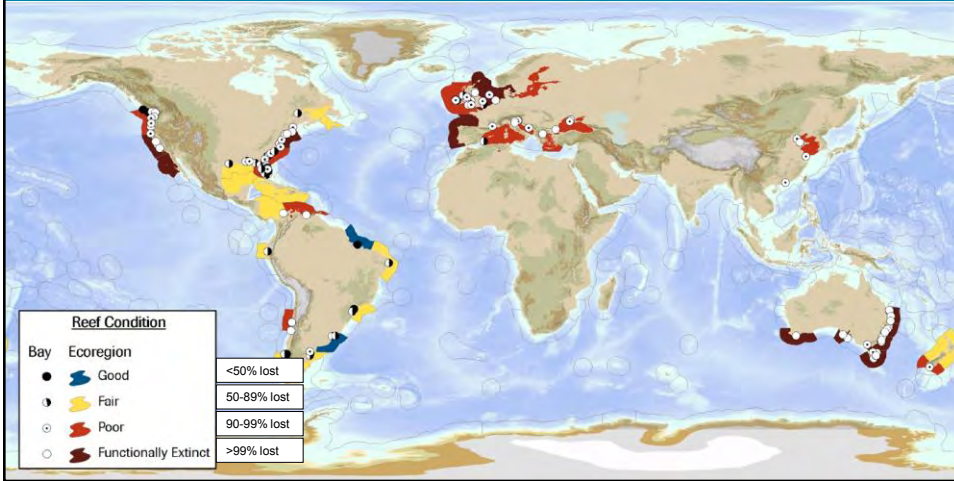 Reef Condition
Bay Ecoregion
Good <50% lost
Fair 50-89% lost
Poor 90-99% lost
Functionally Extinct >99% lost